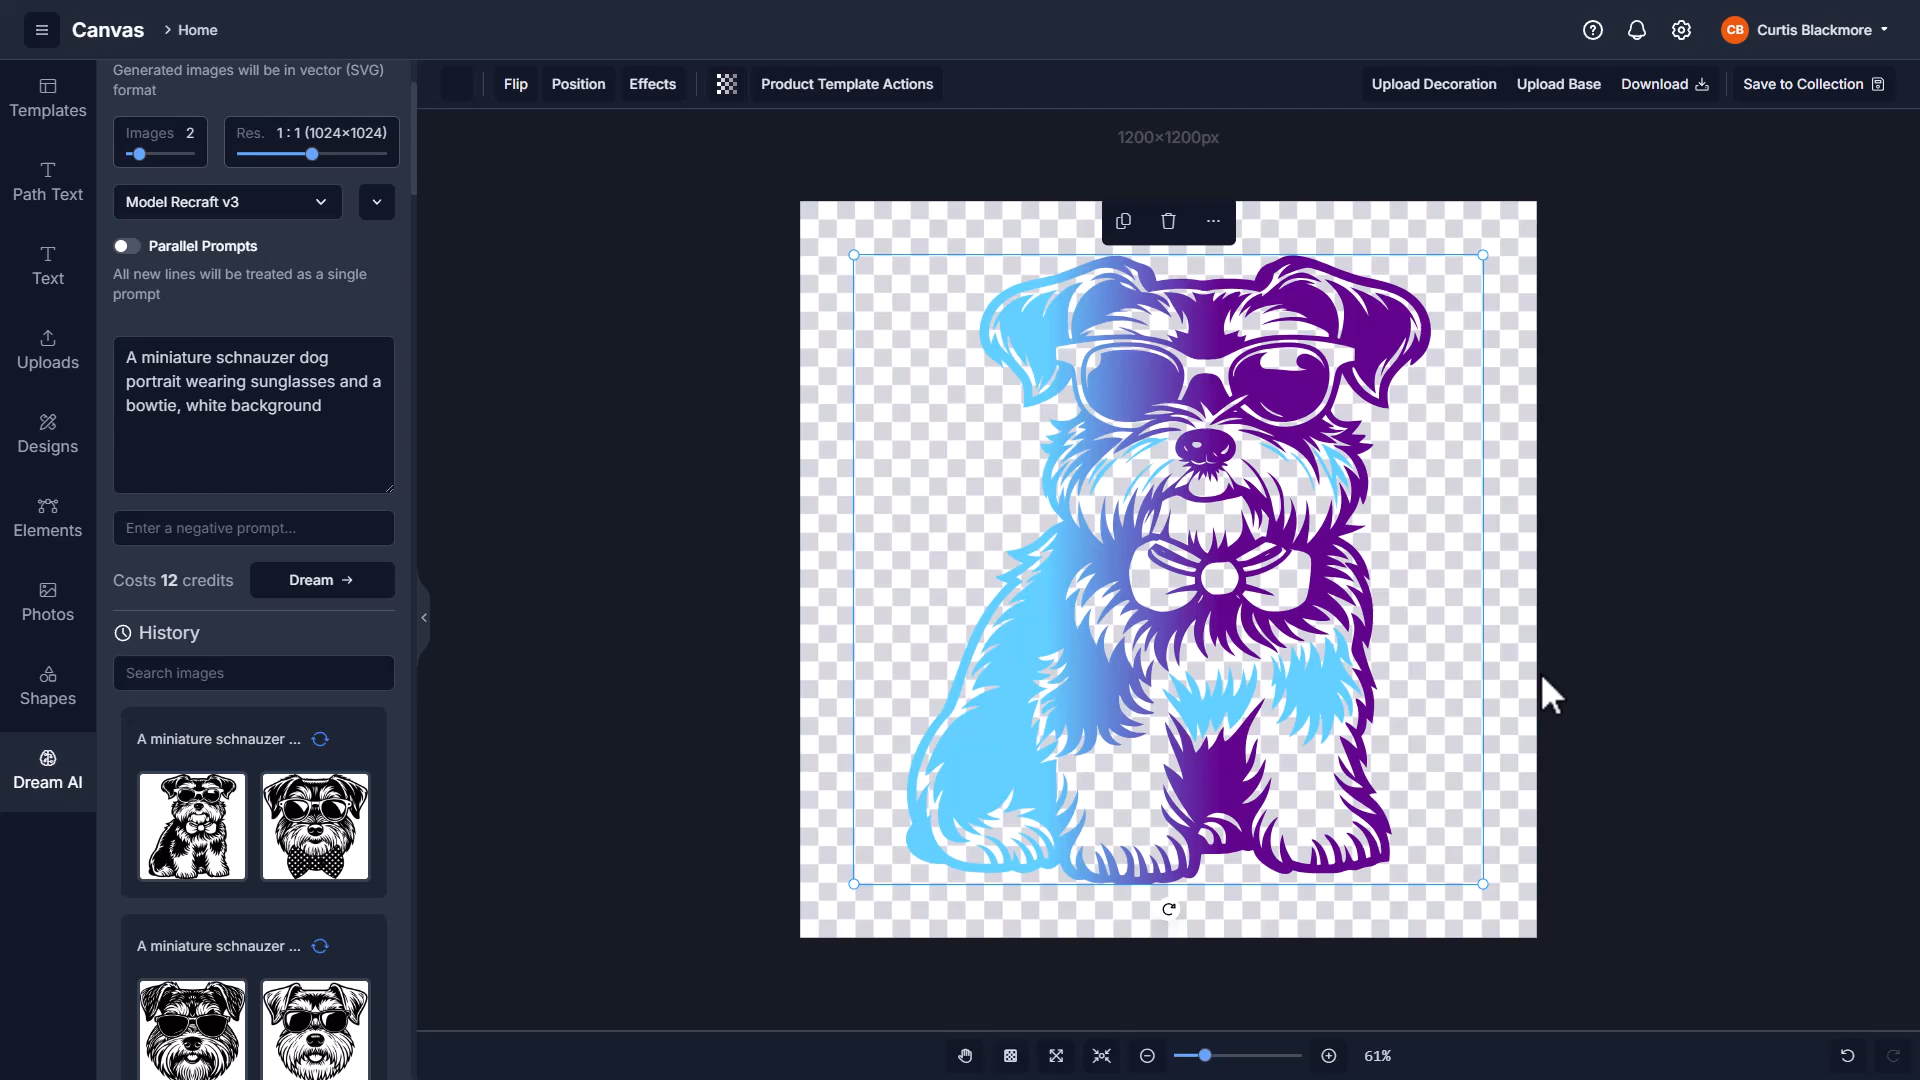 Canvas
Home
CB
Curtis Blackmore
Templates
Path Text
Text
Uploads
Designs
Elements
Photos
Shapes
Dream AI
Generated images will be in vector (SVG)
format
Images 2
Res. 1 : 1 (1024×1024)
Model Recraft v3
Parallel Prompts
All new lines will be treated as a single
prompt
A miniature schnauzer dog
portrait wearing sunglasses and a
bowtie, white background
Enter a negative prompt...
Costs 12 credits
Dream →
History
Search images
A miniature schnauzer ...
A miniature schnauzer ...
Flip
Position
Effects
Product Template Actions
Upload Decoration
Upload Base
Download
Save to Collection
1200×1200px
61%